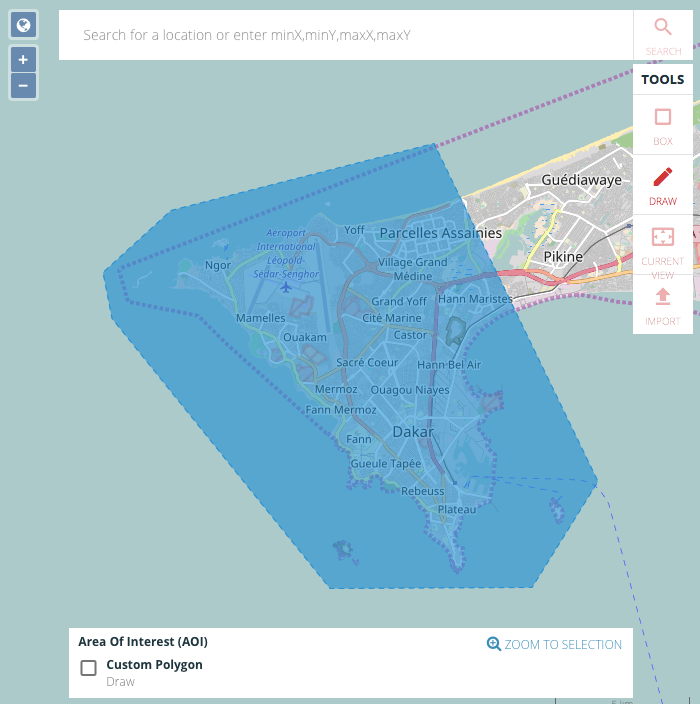 Search for a location or enter minX,minY,maxX,maxY
SEARCH
+
−
TOOLS
BOX
DRAW
CURRENT
VIEW
IMPORT
Guédiawaye
Yoff
Parcelles Assainies
Aéroport
International
Léopold-
Sédar-Senghor
Pikine
Ngor
Village Grand
Médine
Grand Yoff
Hann Maristes
Mamelles
Cité Marine
Ouakam
Castor
Sacré Coeur
Hann Bel Air
Mermoz
Ouagou Niayes
Fann Mermoz
Dakar
Fann
Gueule Tapée
Rebeuss
Plateau
Area Of Interest (AOI)
ZOOM TO SELECTION
Custom Polygon
Draw
5 km